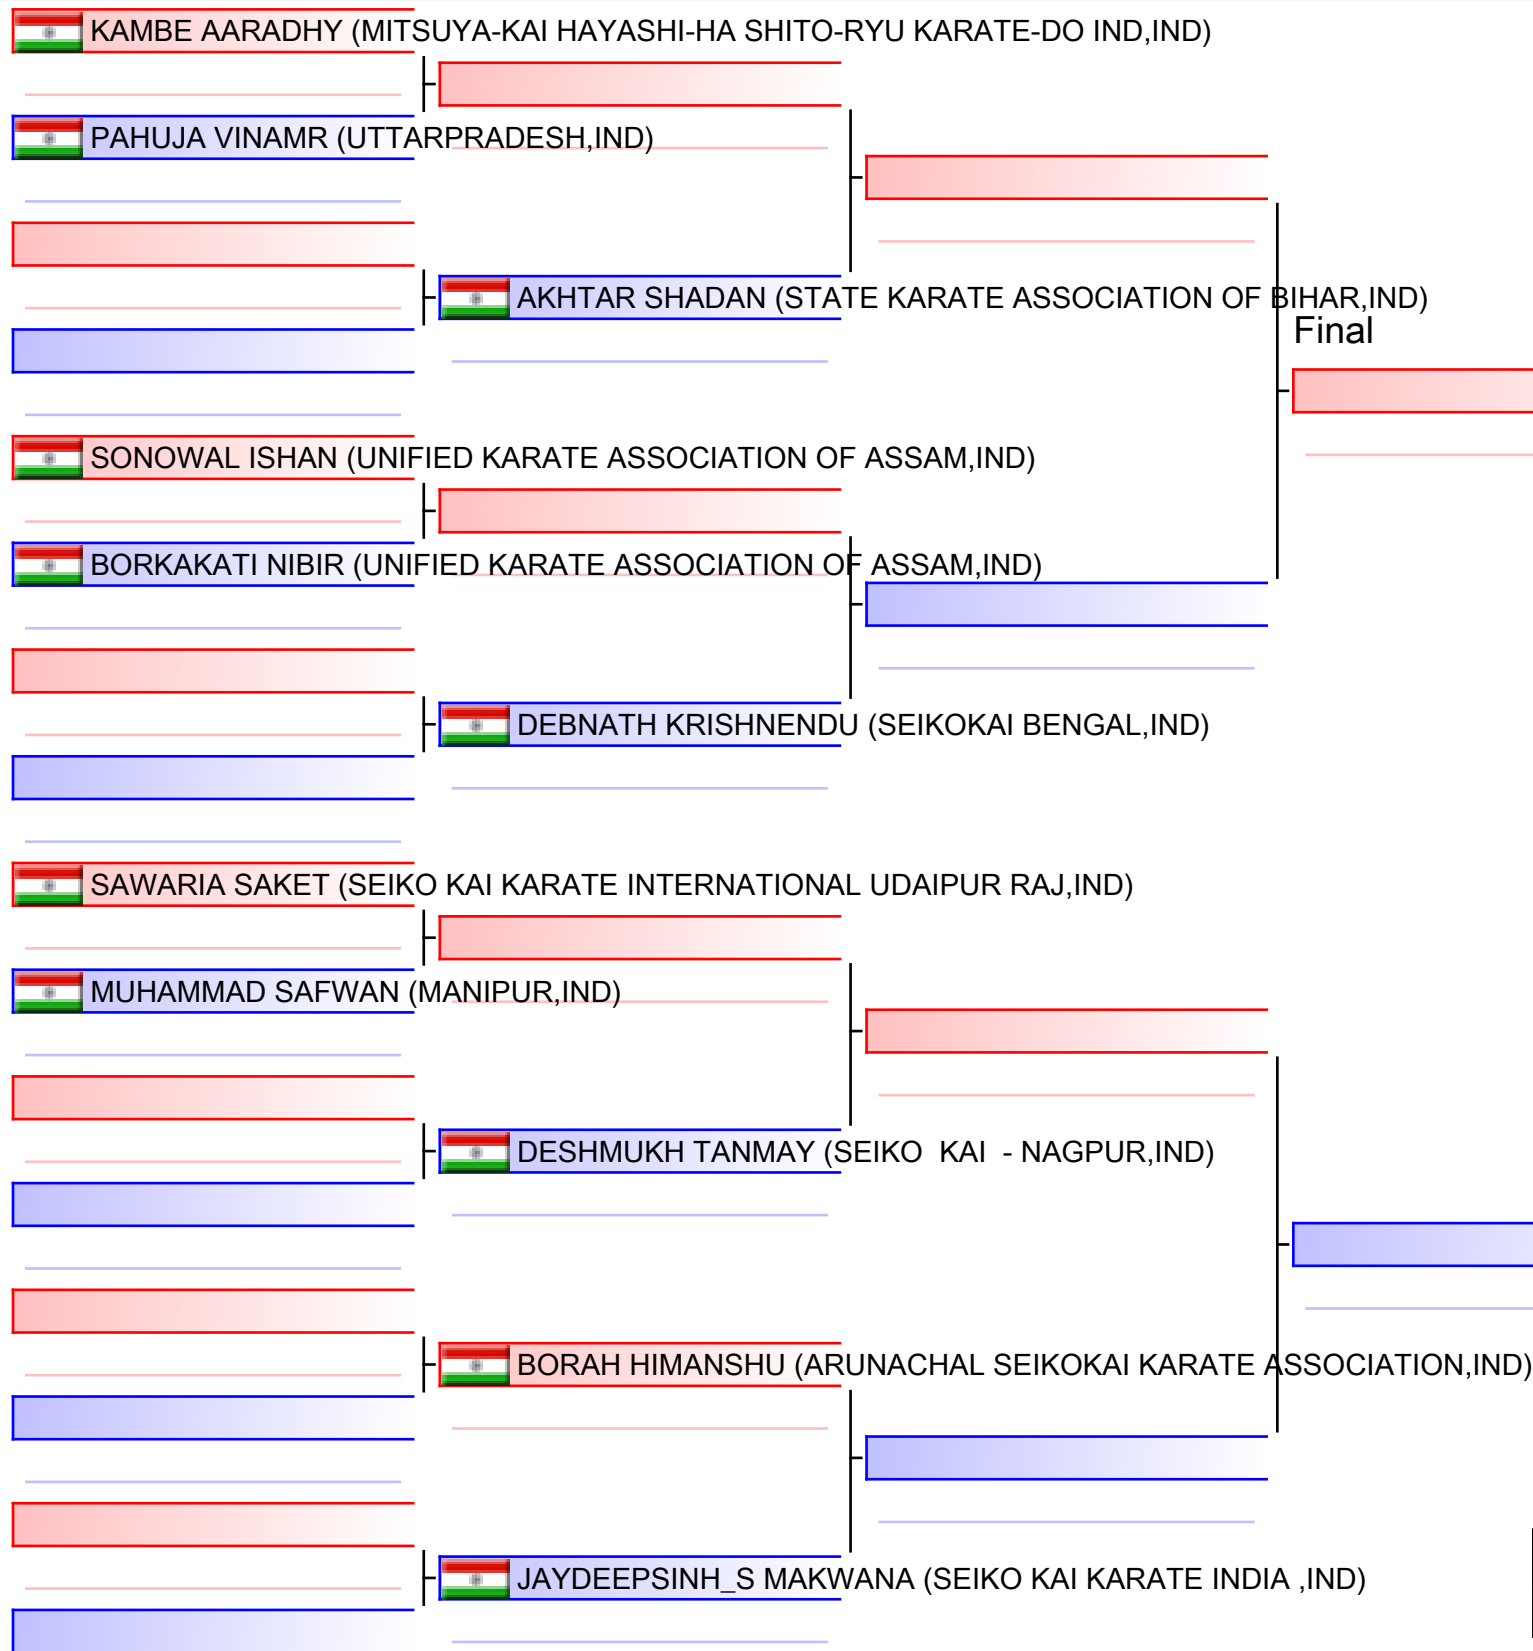 KAMBE AARADHY (MITSUYA-KAI HAYASHI-HA SHITO-RYU KARATE-DO IND,IND)
PAHUJA VINAMR (UTTARPRADESH,IND)
AKHTAR SHADAN (STATE KARATE ASSOCIATION OF BIHAR,IND)
Final
SONOWAL ISHAN (UNIFIED KARATE ASSOCIATION OF ASSAM,IND)
BORKAKATI NIBIR (UNIFIED KARATE ASSOCIATION OF ASSAM,IND)
DEBNATH KRISHNENDU (SEIKOKAI BENGAL,IND)
SAWARIA SAKET (SEIKO KAI KARATE INTERNATIONAL UDAIPUR RAJ,IND)
MUHAMMAD SAFWAN (MANIPUR,IND)
DESHMUKH TANMAY (SEIKO  KAI  - NAGPUR,IND)
BORAH HIMANSHU (ARUNACHAL SEIKOKAI KARATE ASSOCIATION,IND)
JAYDEEPSINH_S MAKWANA (SEIKO KAI KARATE INDIA ,IND)